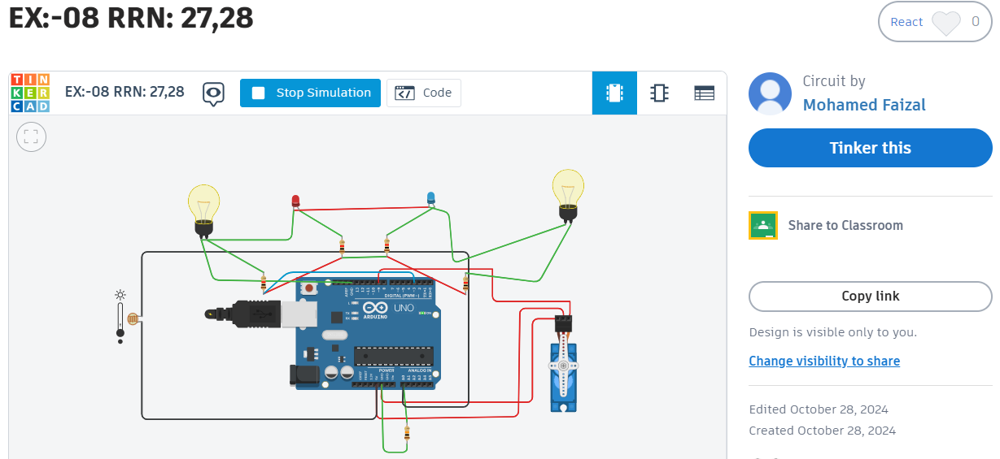 EX:-08 RRN: 27,28
React 0
TIN
KER
CAD
EX:-08 RRN: 27,28
Stop Simulation
Code
Circuit by
Mohamed Faizal
Tinker this
Share to Classroom
Copy link
Design is visible only to you.
Change visibility to share
Edited October 28, 2024
Created October 28, 2024
DIGITAL (PWM~)
UNO
ARDUINO
TX
RX
ON
POWER
ANALOG IN